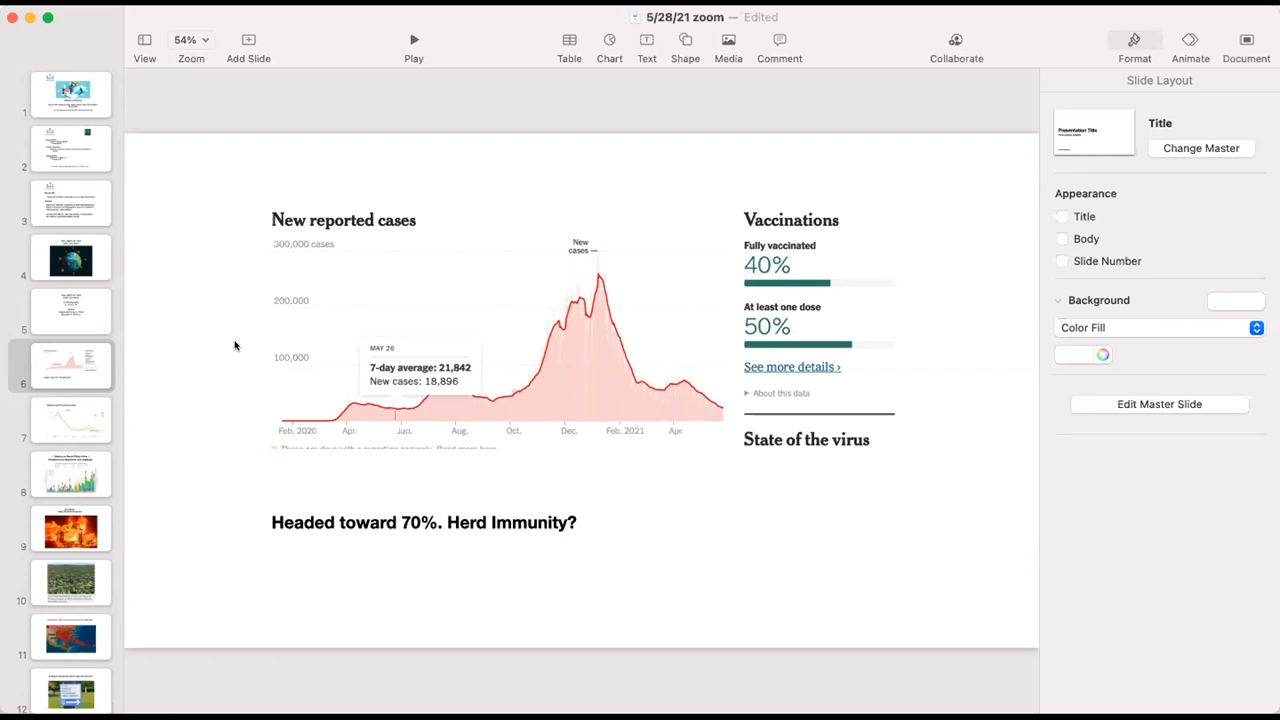 5/28/21 zoom — Edited
54%
View
Zoom
Add Slide
Play
Table
Chart
Text
Shape
Media
Comment
Collaborate
Format
Animate
Document
1
2
3
4
5
6
7
8
9
10
11
12
New reported cases
300,000 cases
200,000
100,000
New
cases
MAY 26
7-day average: 21,842
New cases: 18,896
Feb. 2020
Apr.
Jun.
Aug.
Oct.
Dec.
Feb. 2021
Apr.
Vaccinations
Fully vaccinated
40%
At least one dose
50%
See more details ›
About this data
State of the virus
Headed toward 70%. Herd Immunity?
Slide Layout
Presentation Title
Title
Change Master
Appearance
Title
Body
Slide Number
Background
Color Fill
Edit Master Slide